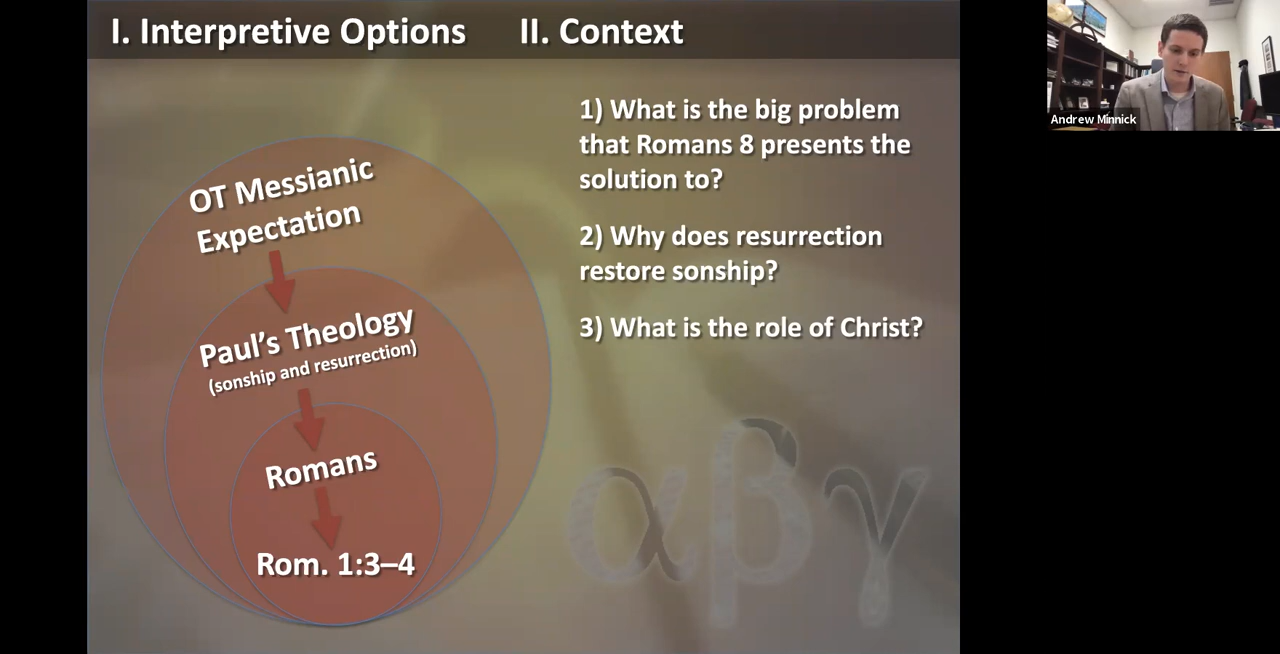 I. Interpretive Options
II. Context
OT Messianic
Expectation
Paul's Theology
(sonship and resurrection)
Romans
Rom. 1:3–4
1) What is the big problem
that Romans 8 presents the
solution to?
2) Why does resurrection
restore sonship?
3) What is the role of Christ?
αβγ
Andrew Minnick